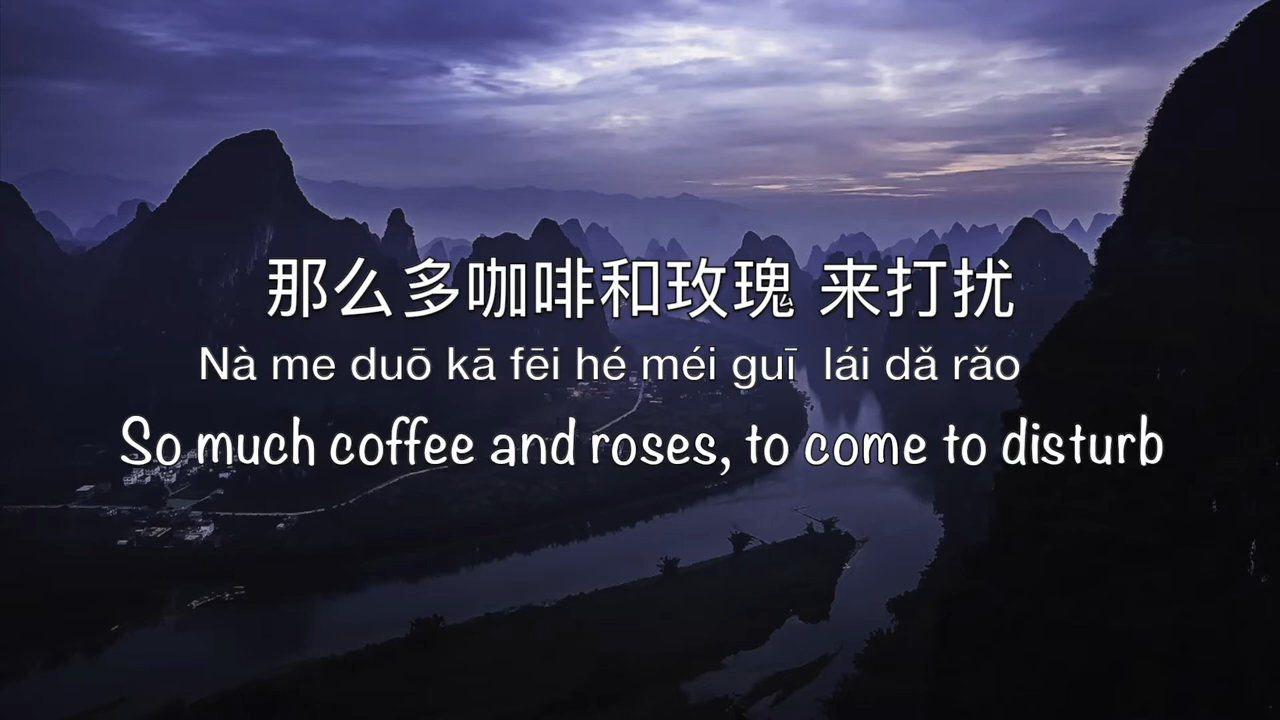 那么多咖啡和玫瑰 来打扰
Nà me duō kā fēi hé méi guī  lái dǎ rǎo
So much coffee and roses, to come to disturb